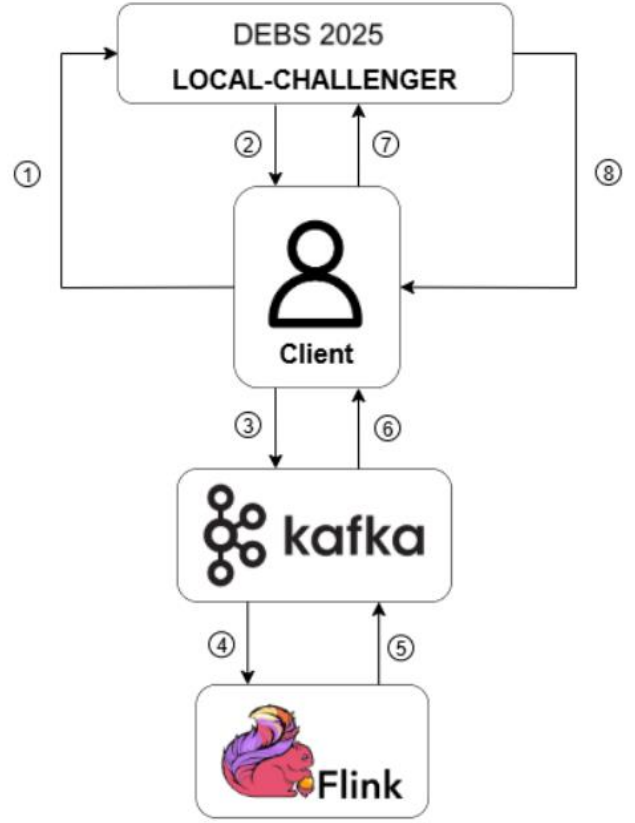 DEBS 2025
LOCAL-CHALLENGER
② ⑦
① ⑧
Client
③ ⑥
kafka
④ ⑤
Flink